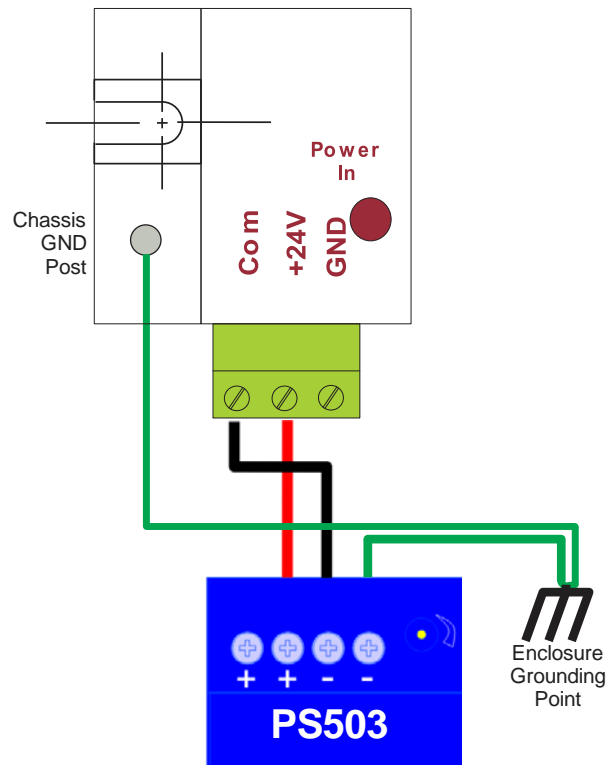 Power
In
Com
+24V
GND
Chassis
GND
Post
+ + - -
PS503
Enclosure
Grounding
Point